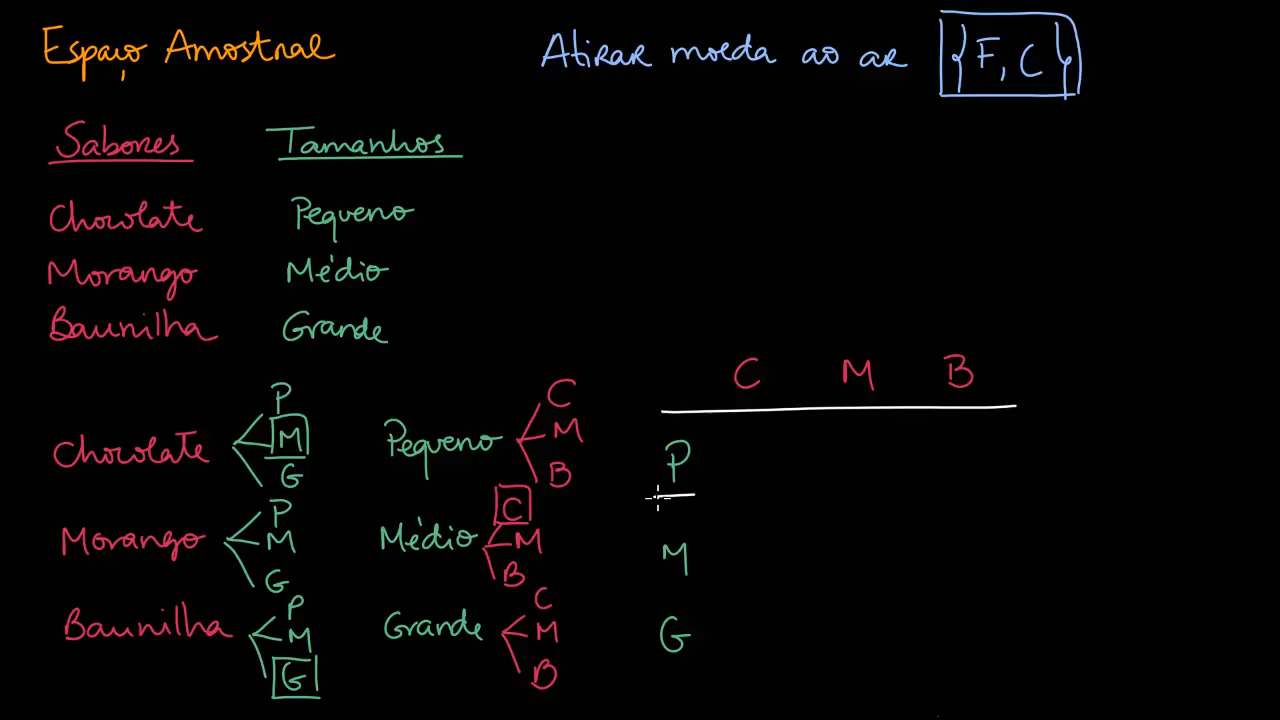 Espaço Amostral
Atirar moeda ao ar {F, C}
Sabores Tamanhos
Chocolate Pequeno
Morango Médio
Baunilha Grande
Chocolate P
M
G
Morango P
M
G
Baunilha P
M
G
Pequeno C
M
B
Médio C
M
B
Grande C
M
B
C M B
P
M
G